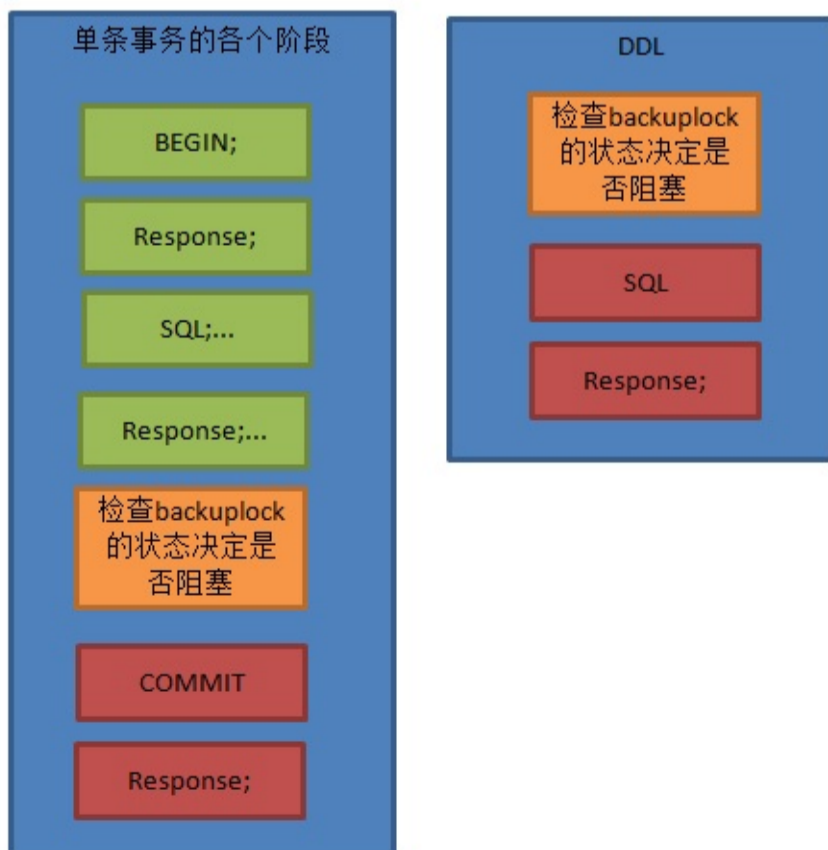 单条事务的各个阶段
BEGIN;
Response;
SQL;...
Response;...
检查backuplock
的状态决定是
否阻塞
COMMIT
Response;
DDL
检查backuplock
的状态决定是
否阻塞
SQL
Response;